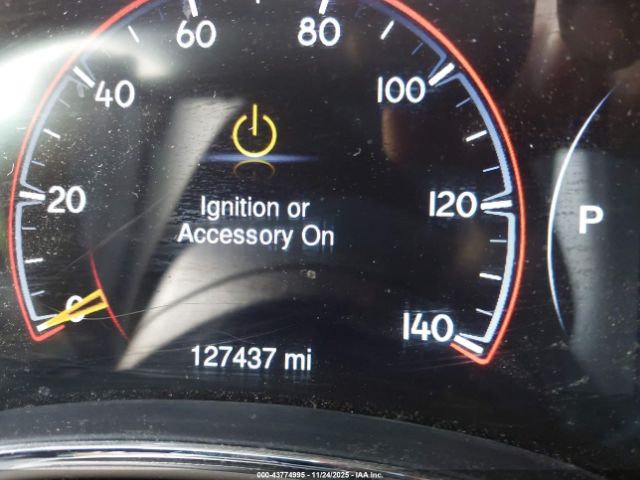 60 80
40 100
Ignition or
20 120 P
Accessory On
0 140
127437 mi
000-43774995 - 11/24/2025 - IAA Inc.